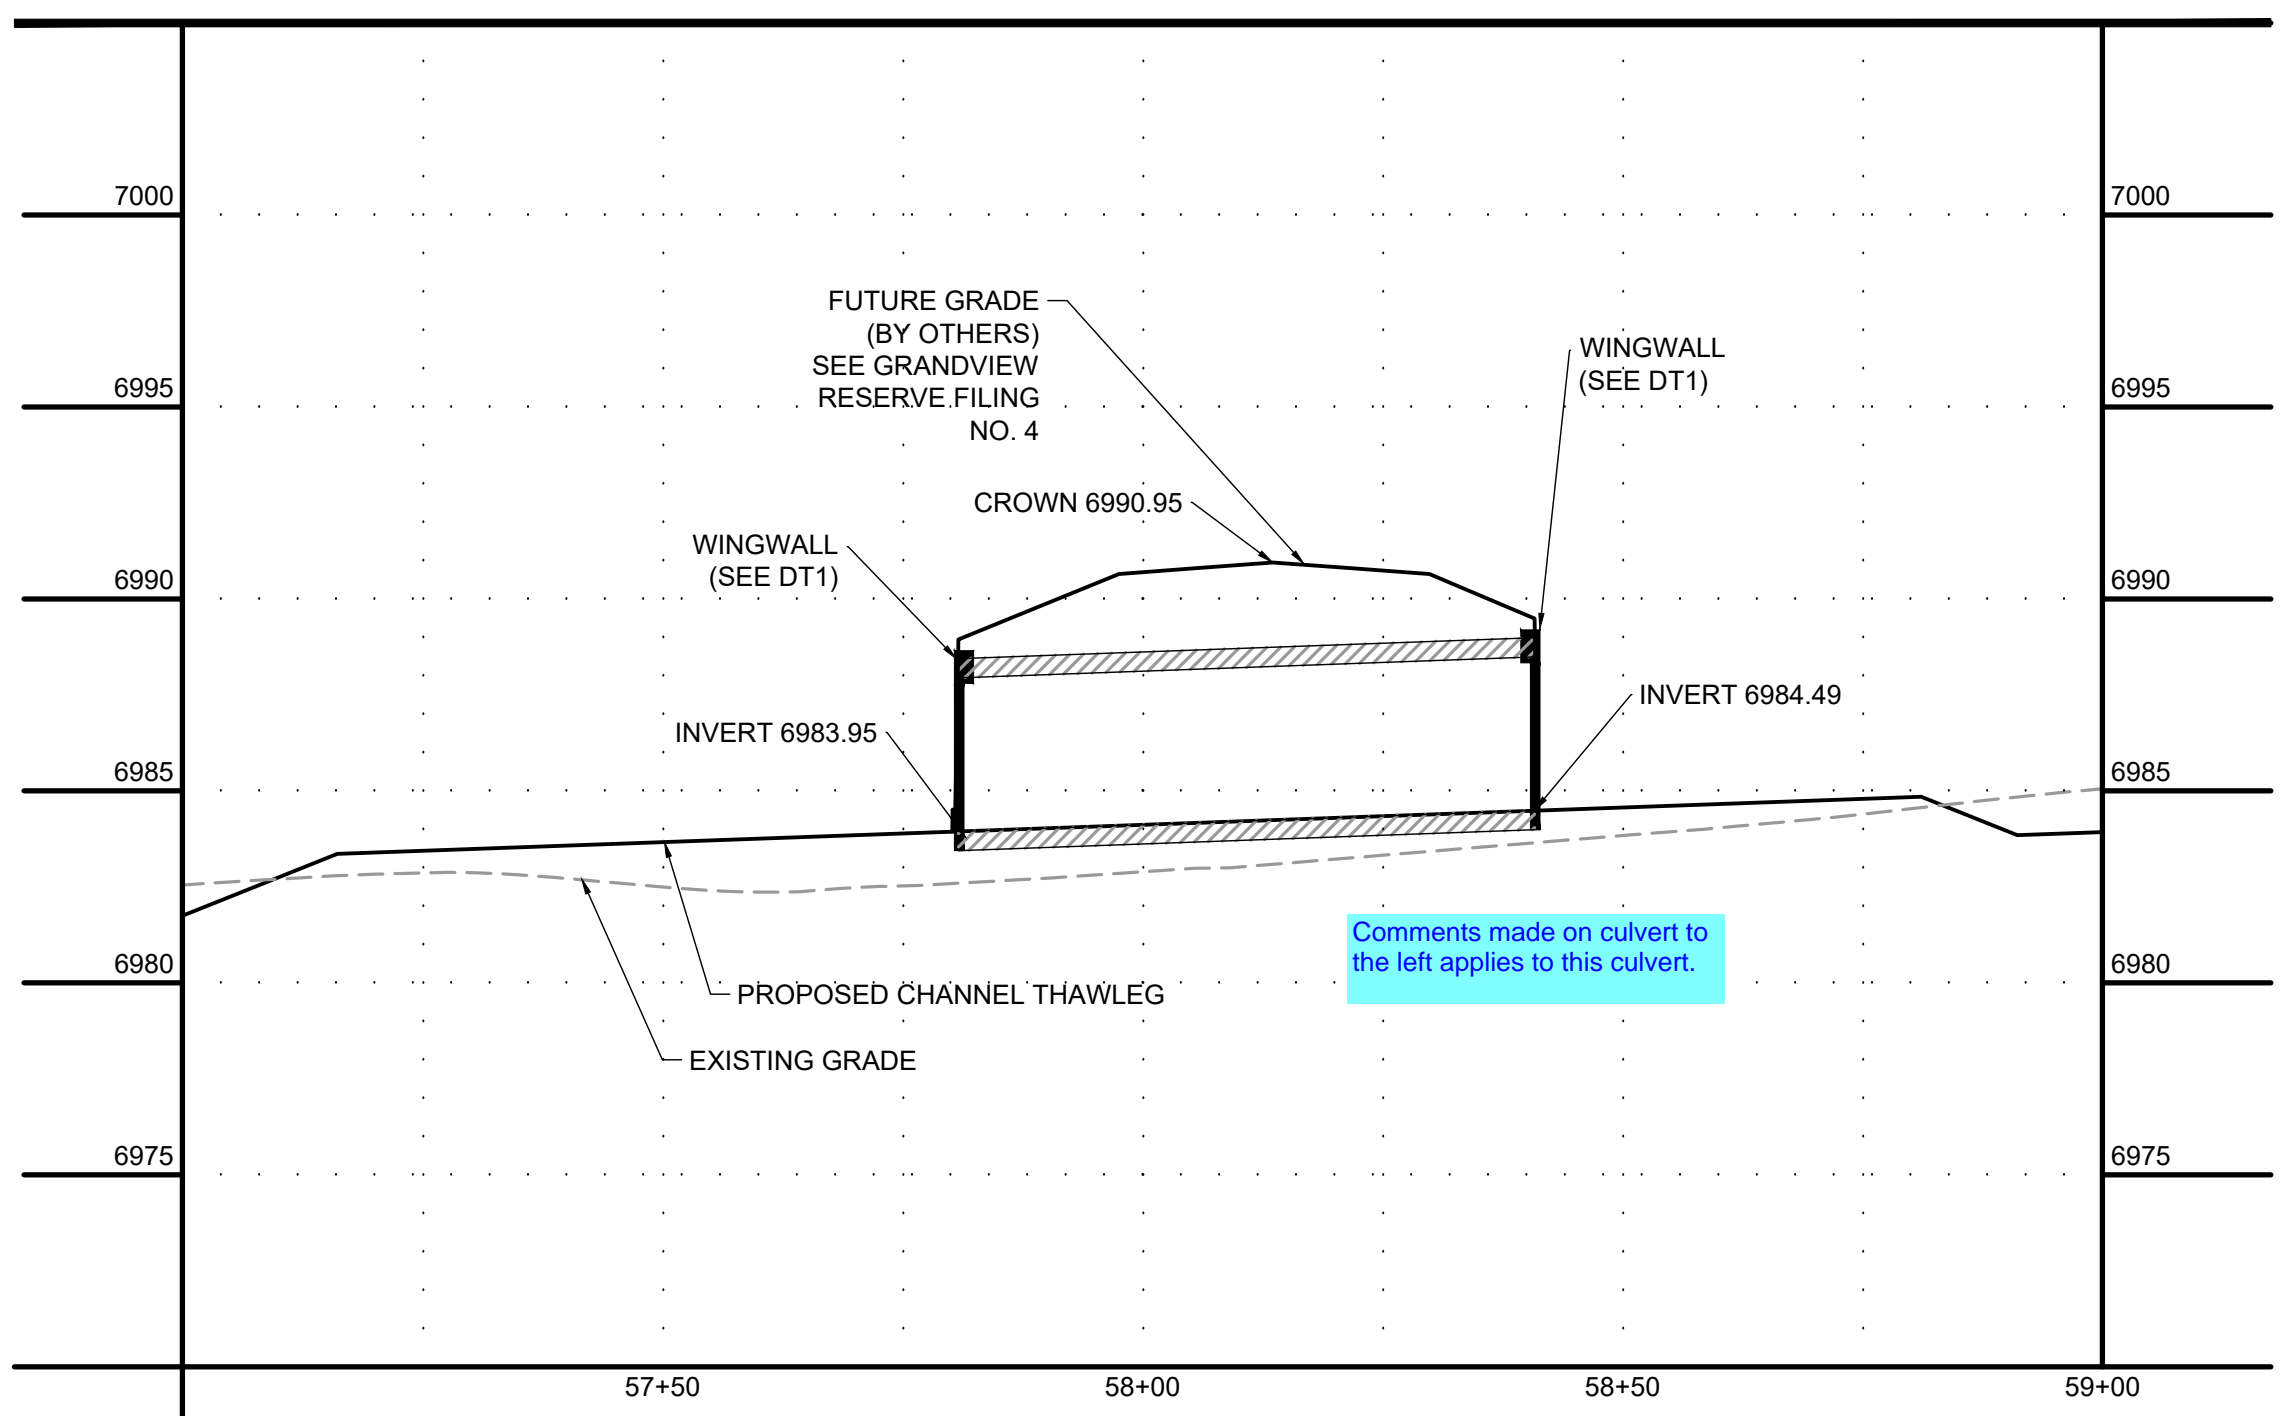 7000
7000
FUTURE GRADE
(BY OTHERS)
SEE GRANDVIEW
RESERVE FILING
NO. 4
WINGWALL
(SEE DT1)
6995
6995
CROWN 6990.95
WINGWALL
(SEE DT1)
6990
6990
INVERT 6984.49
INVERT 6983.95
6985
6985
Comments made on culvert to
the left applies to this culvert.
6980
6980
PROPOSED CHANNEL THAWLEG
EXISTING GRADE
6975
6975
57+50
58+00
58+50
59+00